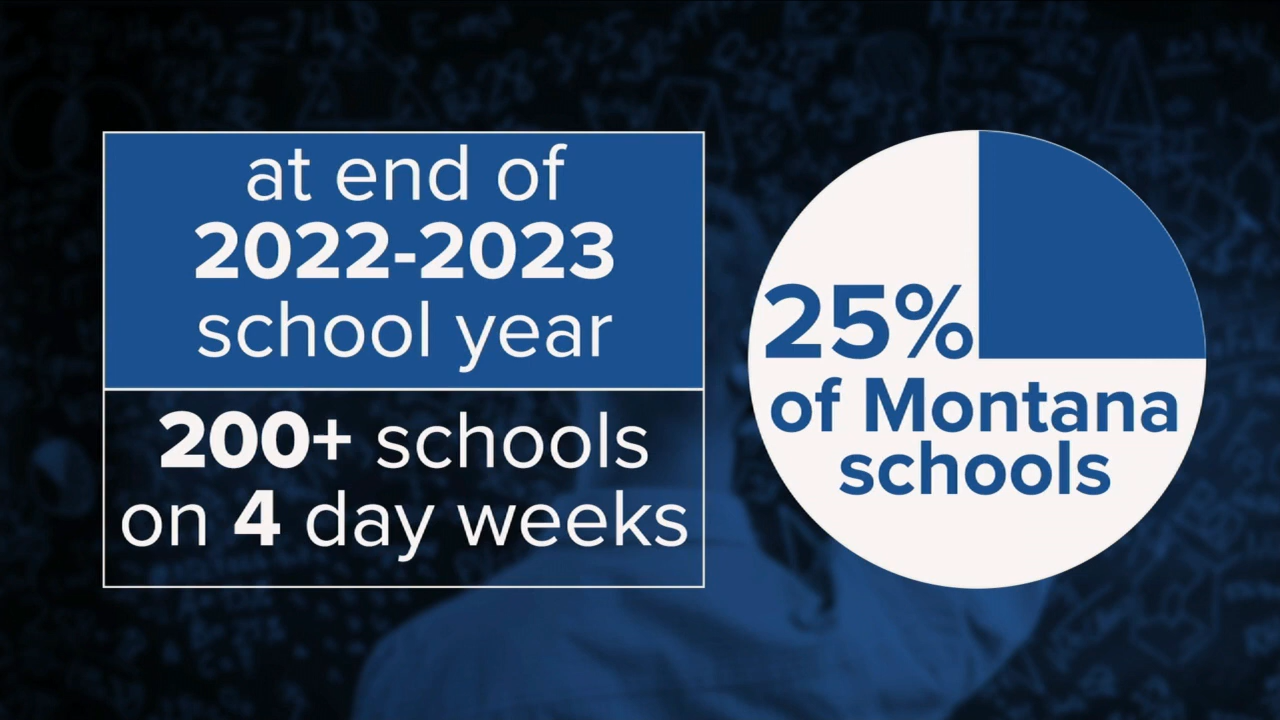 at end of
2022-2023
school year
200+ schools
on 4 day weeks
25%
of Montana
schools